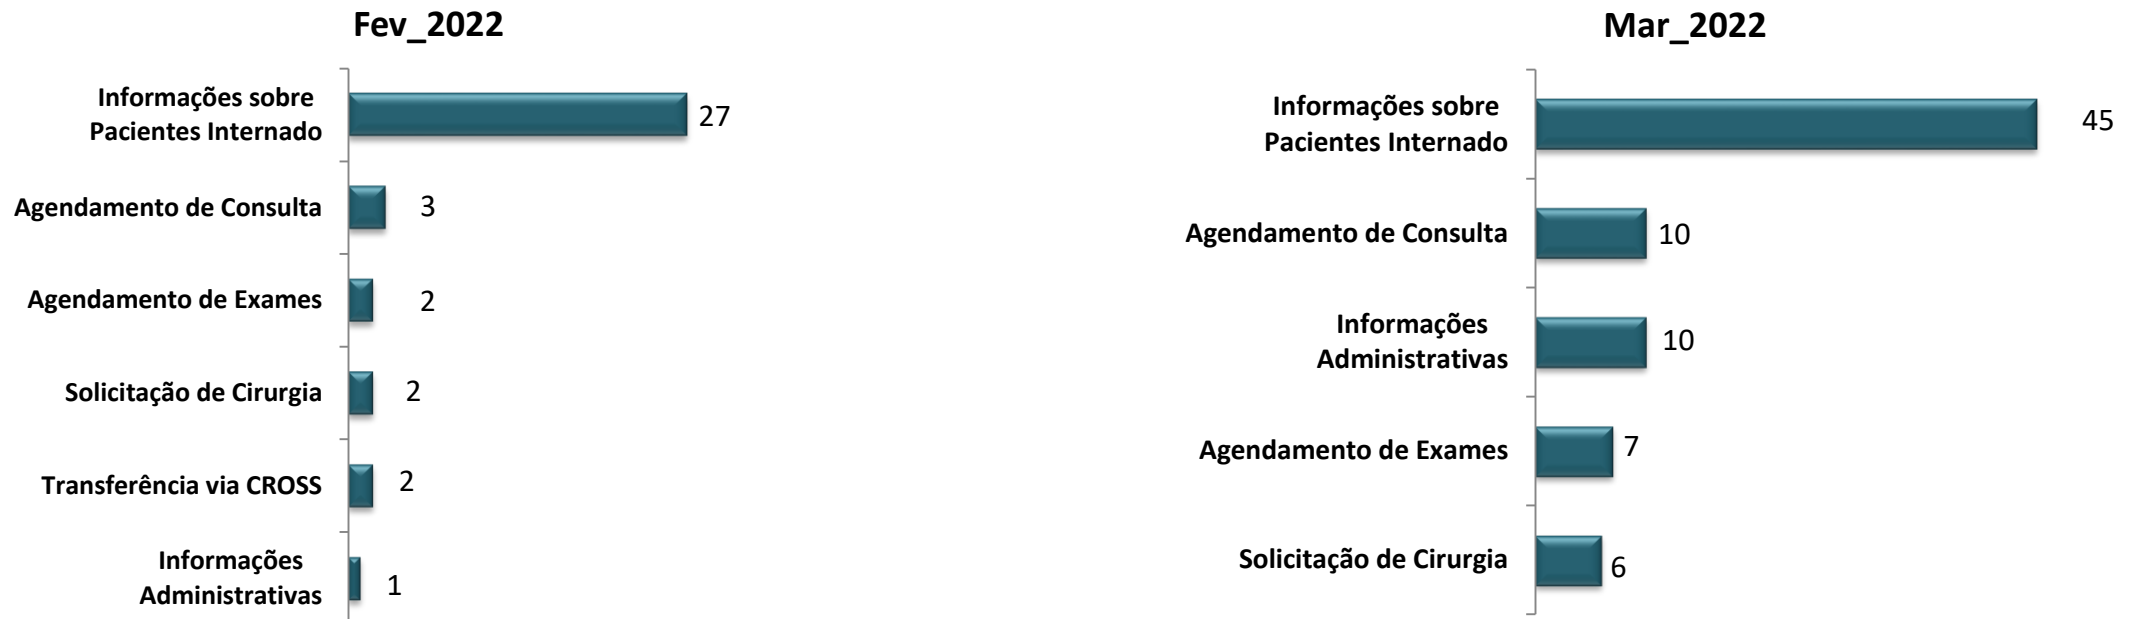 Fev_2022
Informações sobre
Pacientes Internado
27
Agendamento de Consulta
3
Agendamento de Exames
2
Solicitação de Cirurgia
2
Transferência via CROSS
2
Informações
Administrativas
1
Mar_2022
Informações sobre
Pacientes Internado
45
Agendamento de Consulta
10
Informações
Administrativas
10
Agendamento de Exames
7
Solicitação de Cirurgia
6